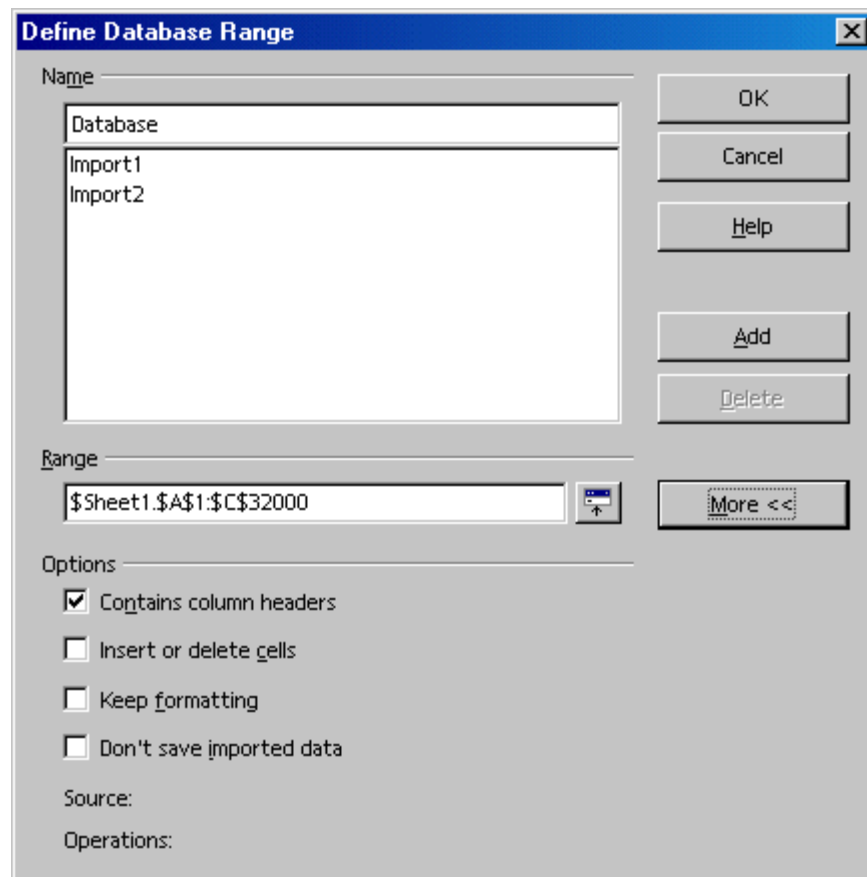 Define Database Range
Name
OK
Database
Cancel
Import1
Import2
Help
Add
Delete
Range
$Sheet1.$A$1:$C$32000
More <<
Options
Contains column headers
Insert or delete cells
Keep formatting
Don't save imported data
Source:
Operations: